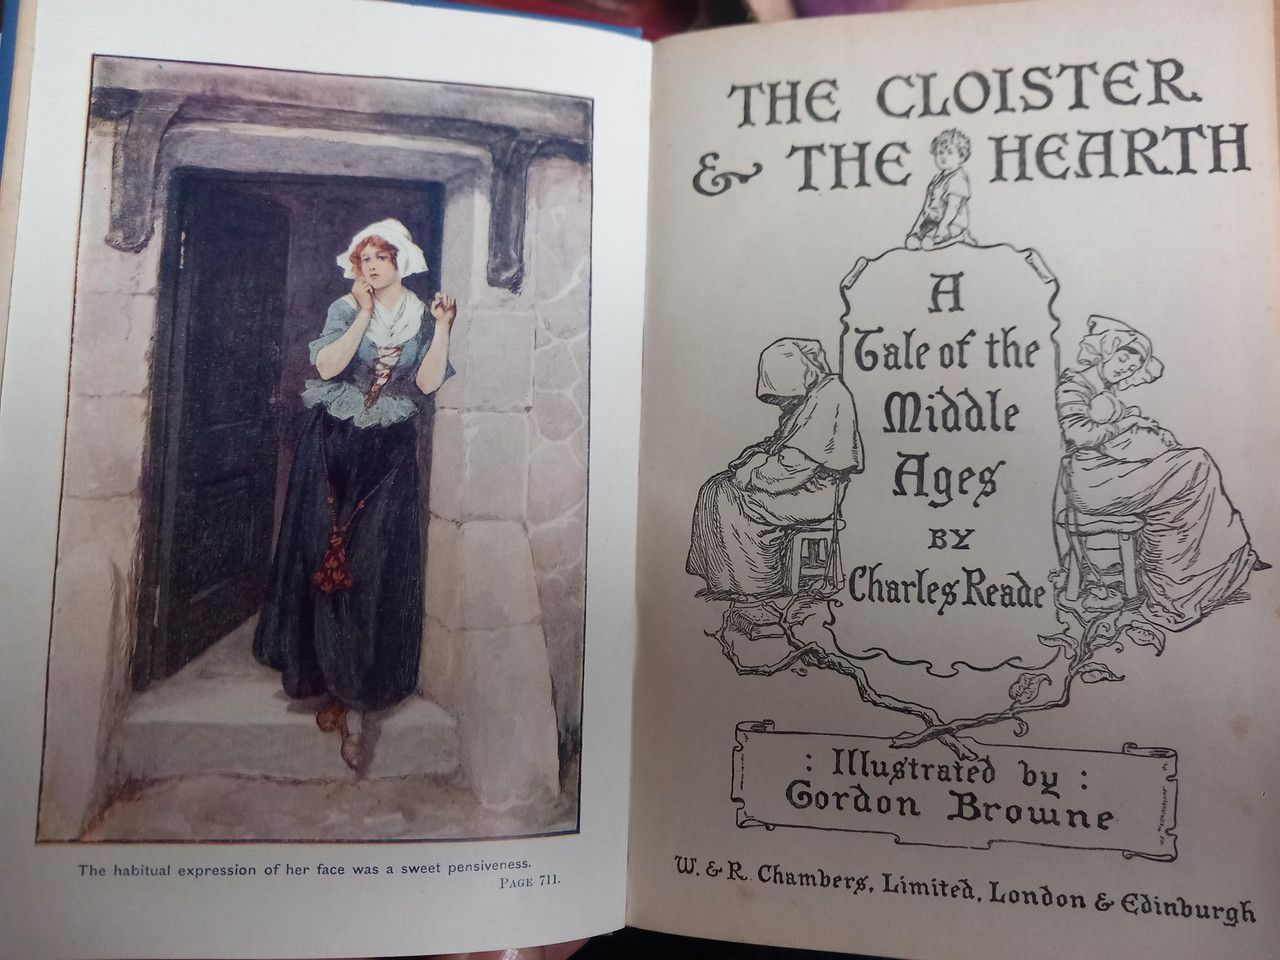 The habitual expression of her face was a sweet pensiveness.
PAGE 711.
THE CLOISTER
& THE HEARTH
A
Tale of the
Middle
Ages
BY
Charles Reade
: Illustrated by :
Gordon Browne
W. & R. Chambers, Limited, London & Edinburgh